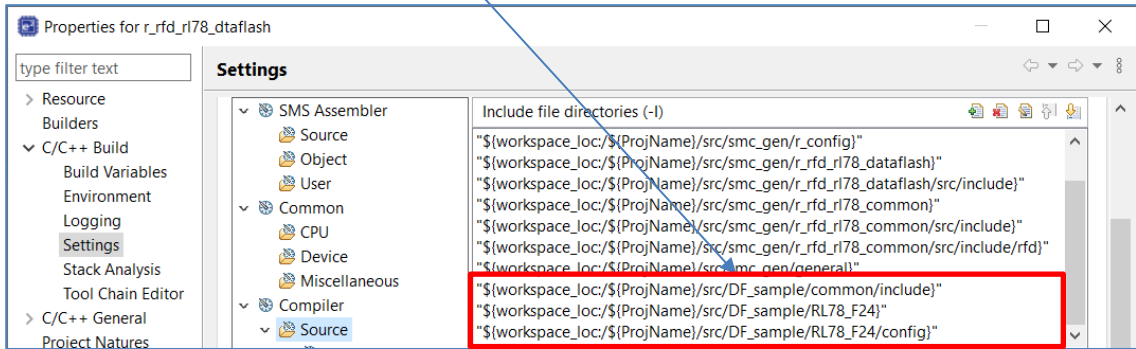 Properties for r_rfd_rl78_dtaflash
type filter text
Settings
Resource
Builders
C/C++ Build
Build Variables
Environment
Logging
Settings
Stack Analysis
Tool Chain Editor
C/C++ General
Project Natures
SMS Assembler
Source
Object
User
Common
CPU
Device
Miscellaneous
Compiler
Source
Include file directories (-I)
"${workspace_loc:/${ProjName}/src/smc_gen/r_config}"
"${workspace_loc:/${ProjName}/src/smc_gen/r_rfd_rl78_dataflash}"
"${workspace_loc:/${ProjName}/src/smc_gen/r_rfd_rl78_dataflash/src/include}"
"${workspace_loc:/${ProjName}/src/smc_gen/r_rfd_rl78_common}"
"${workspace_loc:/${ProjName}/src/smc_gen/r_rfd_rl78_common/src/include}"
"${workspace_loc:/${ProjName}/src/smc_gen/r_rfd_rl78_common/src/include/rfd}"
"${workspace_loc:/${ProjName}/src/smc_gen/general}"
"${workspace_loc:/${ProjName}/src/DF_sample/common/include}"
"${workspace_loc:/${ProjName}/src/DF_sample/RL78_F24}"
"${workspace_loc:/${ProjName}/src/DF_sample/RL78_F24/config}"